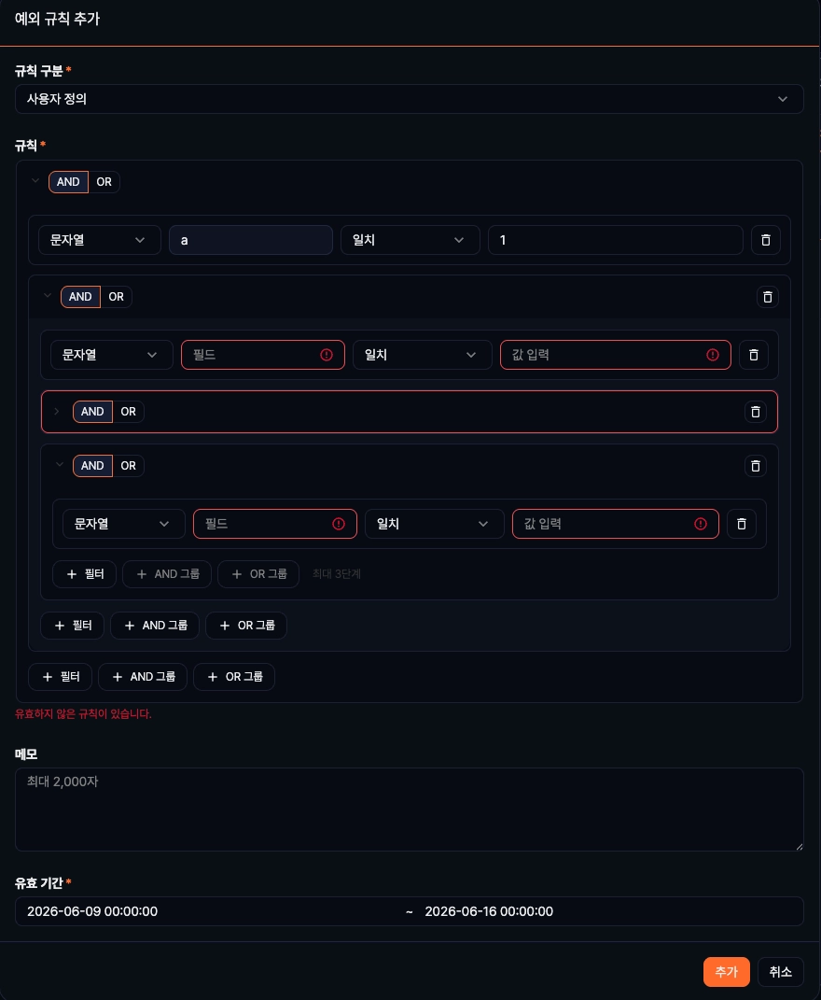 예외 규칙 추가
규칙 구분 *
사용자 정의
규칙 *
AND OR
문자열 a 일치 1
AND OR
문자열 필드 일치 값 입력
AND OR
AND OR
문자열 필드 일치 값 입력
+ 필터 + AND 그룹 + OR 그룹 최대 3단계
+ 필터 + AND 그룹 + OR 그룹
+ 필터 + AND 그룹 + OR 그룹
유효하지 않은 규칙이 있습니다.
메모
최대 2,000자
유효 기간 *
2026-06-09 00:00:00 ~ 2026-06-16 00:00:00
추가 취소